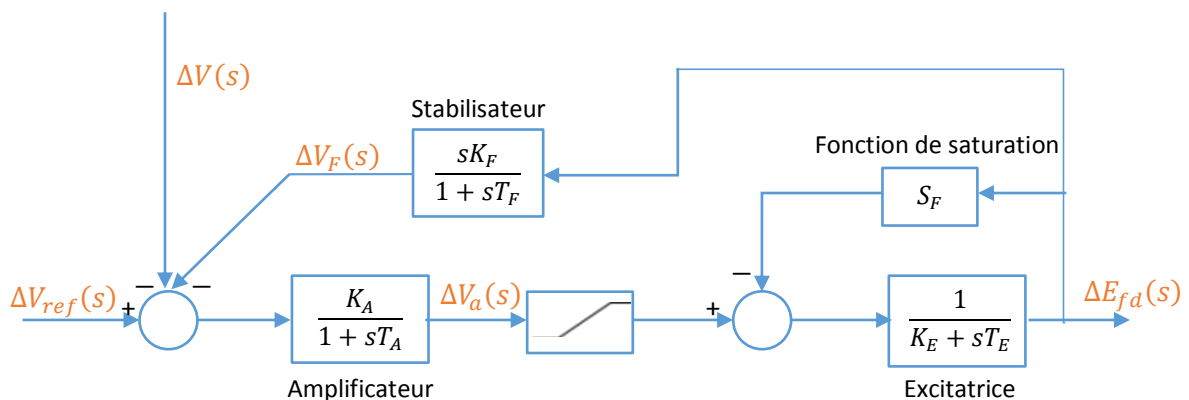 ΔV(s)
Stabilisateur
ΔV_F(s)
sK_F
1 + sT_F
Fonction de saturation
S_F
− −
−
ΔV_ref(s)
+
K_A
1 + sT_A
ΔV_a(s)
+
1
K_E + sT_E
ΔE_fd(s)
Amplificateur
Excitatrice